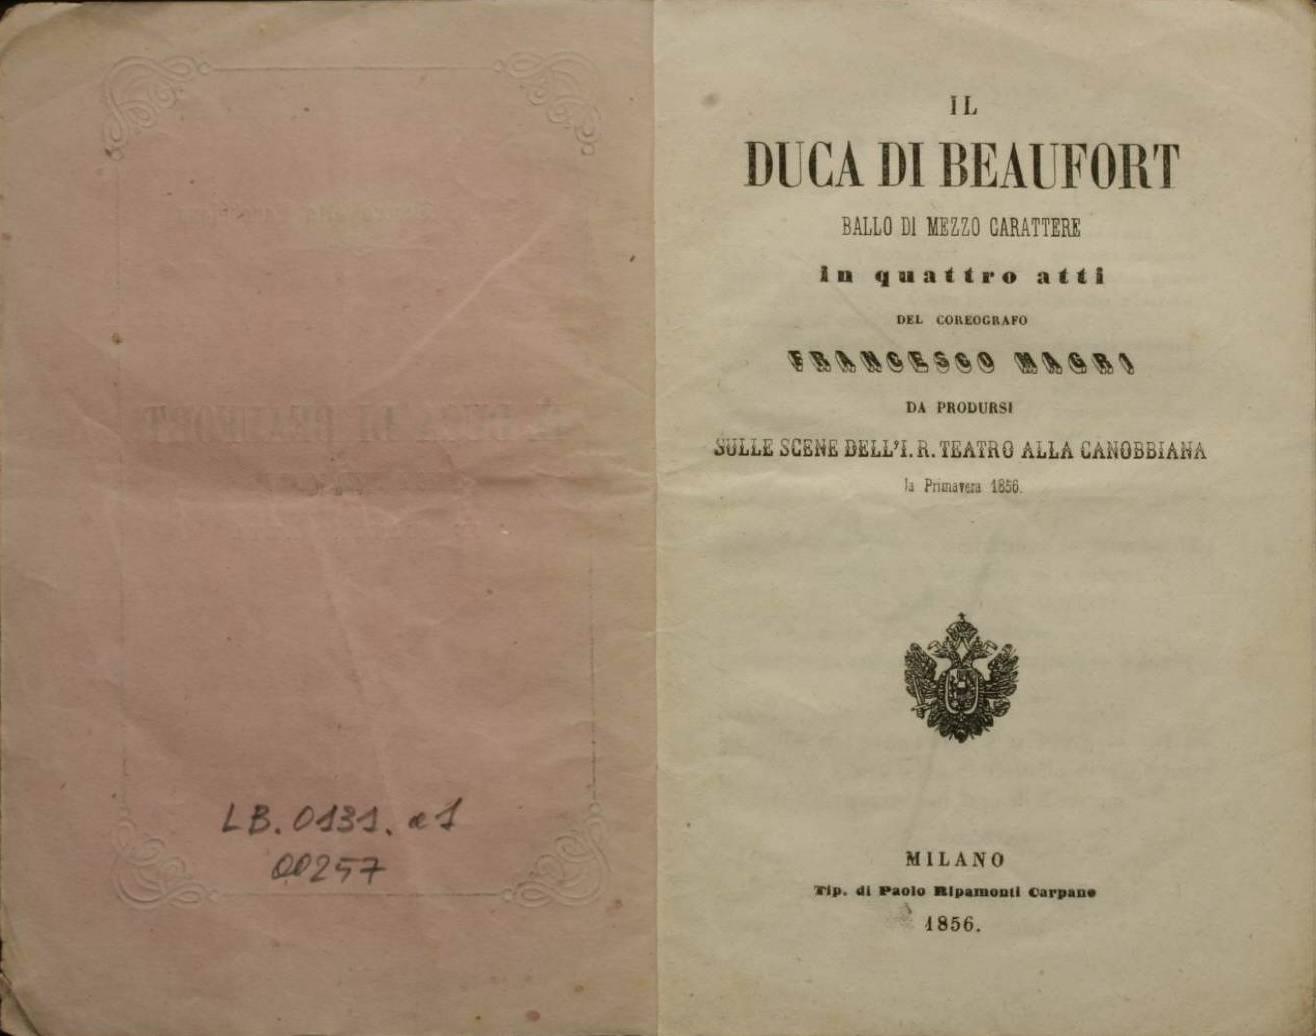 LB. 0131. a1
00257
IL
DUCA DI BEAUFORT
BALLO DI MEZZO CARATTERE
in quattro atti
DEL COREOGRAFO
FRANCESCO MAGRI
DA PRODURSI
SULLE SCENE DELL'I. R. TEATRO ALLA CANOBBIANA
la Primavera 1856.
MILANO
Tip. di Paolo Ripamonti Carpano
1856.